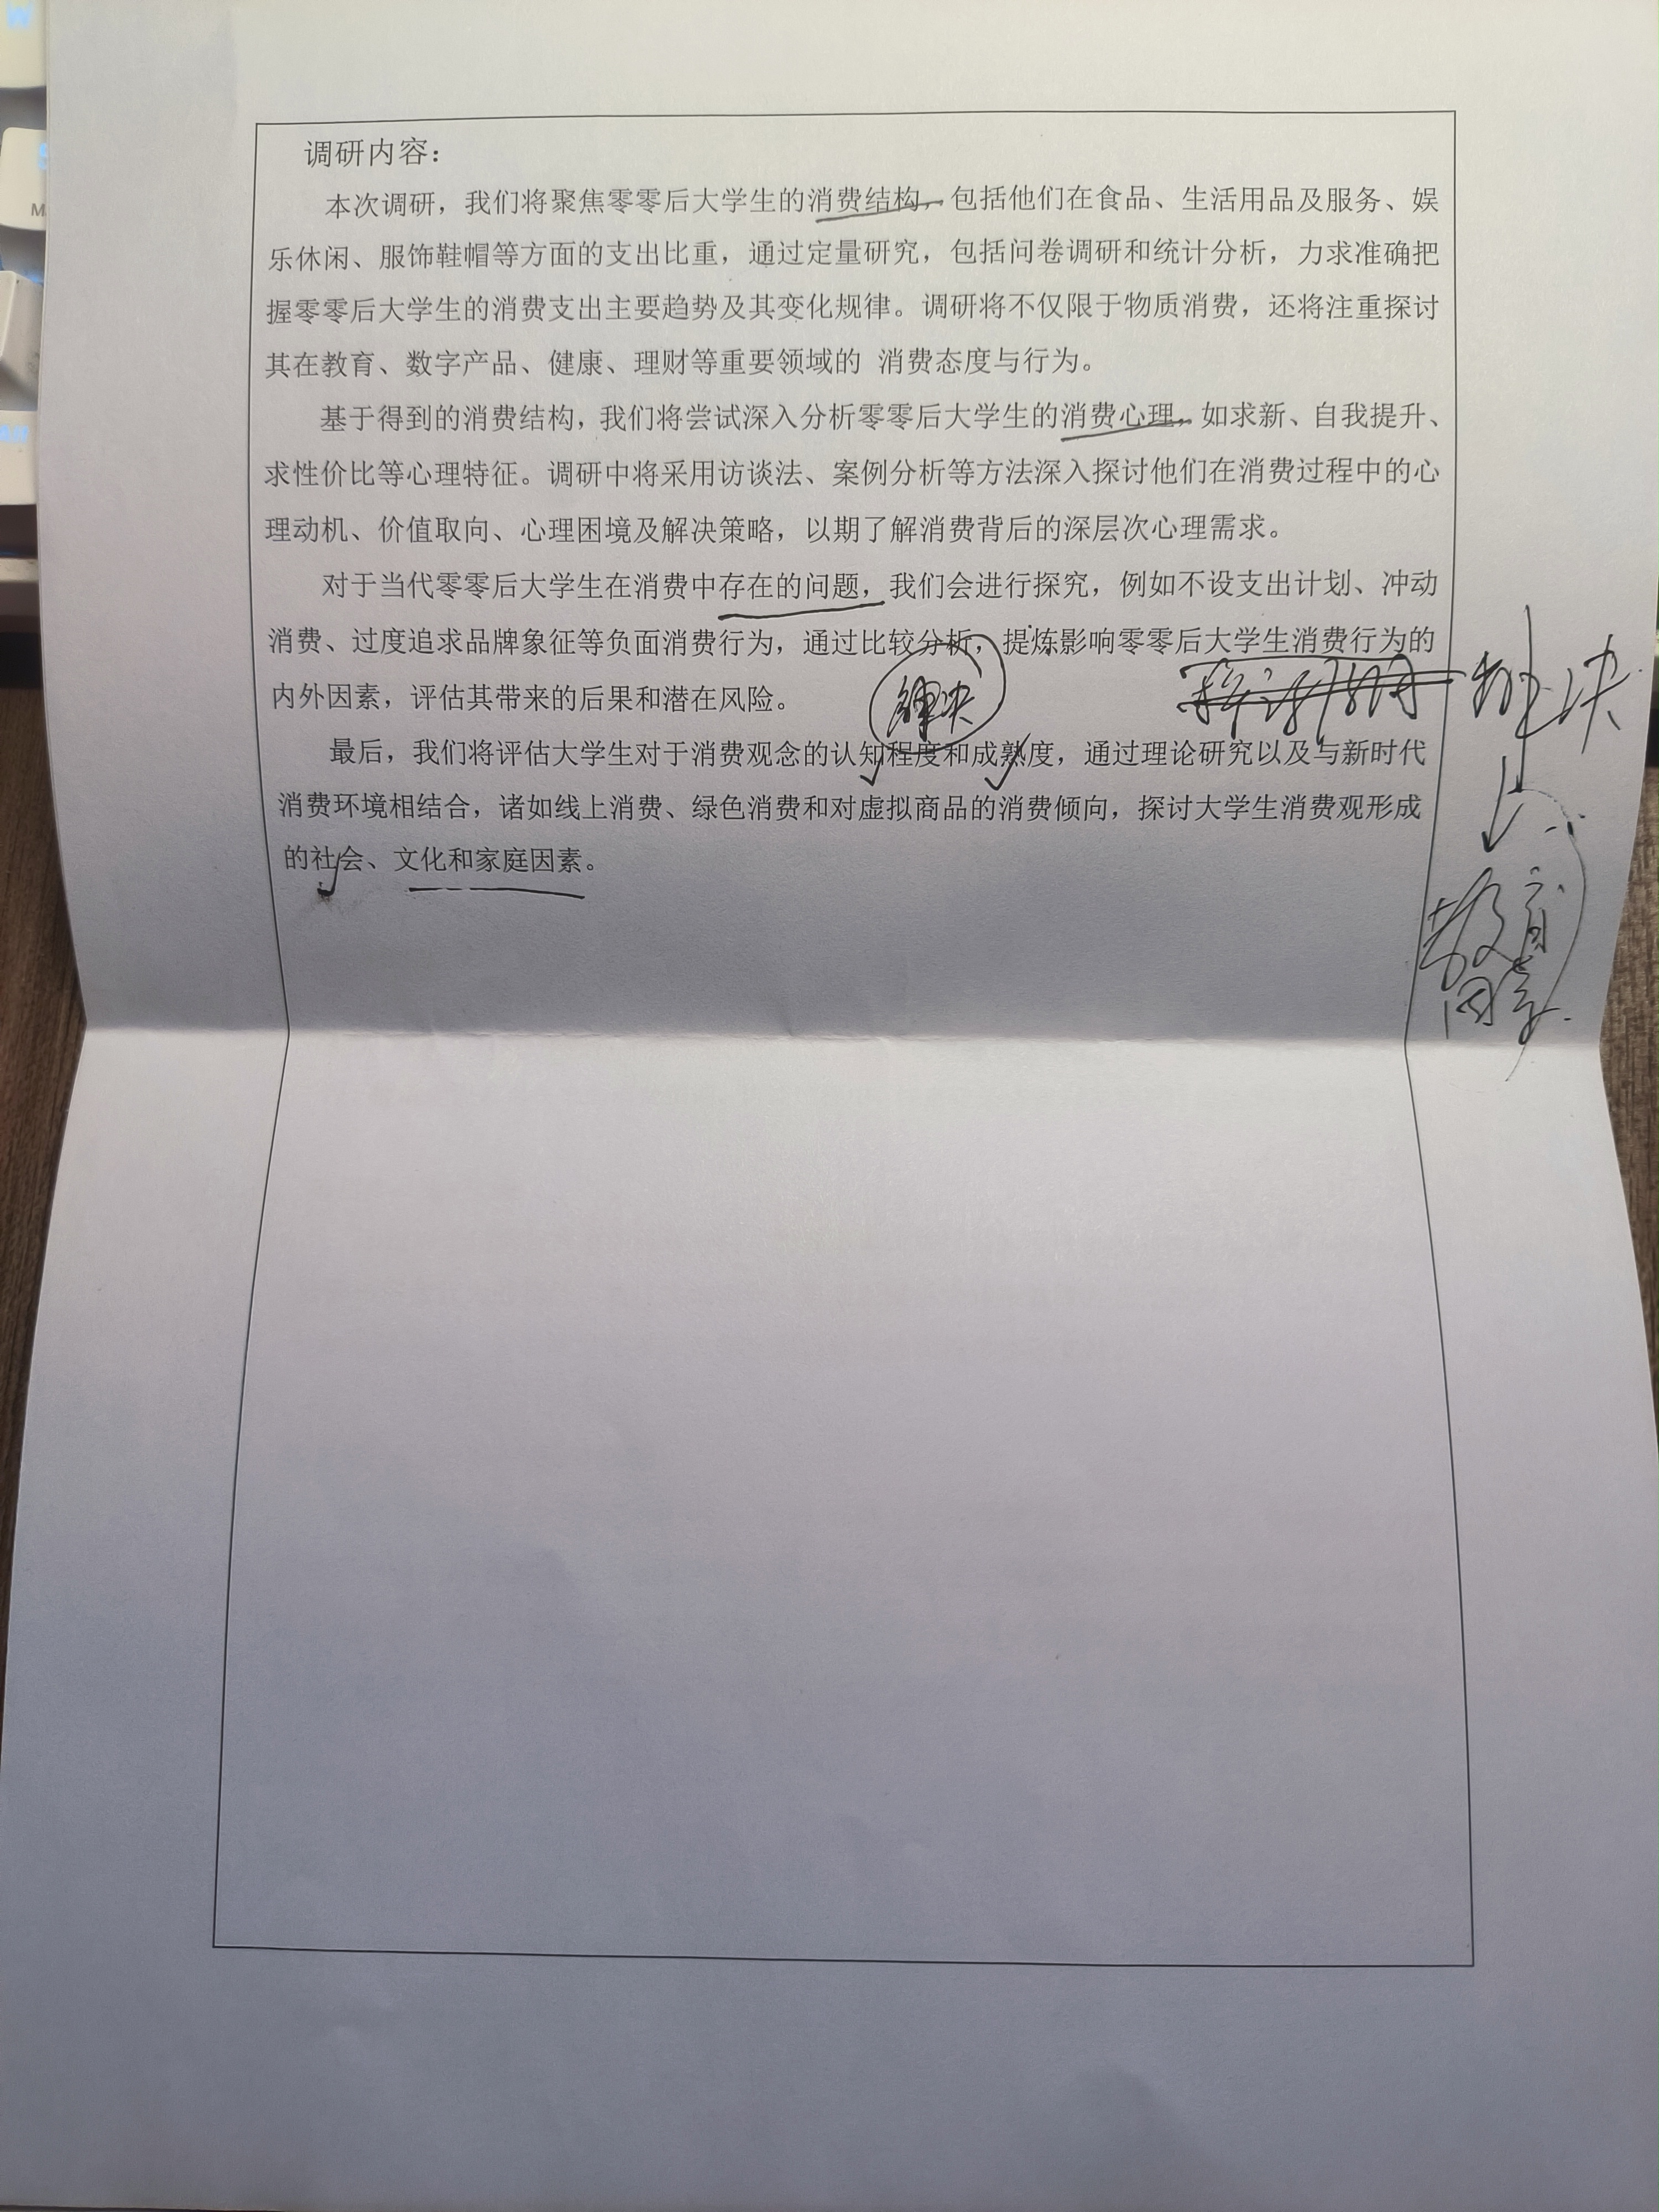 调研内容：
本次调研，我们将聚焦零零后大学生的消费结构，包括他们在食品、生活用品及服务、娱
乐休闲、服饰鞋帽等方面的支出比重，通过定量研究，包括问卷调研和统计分析，力求准确把
握零零后大学生的消费支出主要趋势及其变化规律。调研将不仅限于物质消费，还将注重探讨
其在教育、数字产品、健康、理财等重要领域的 消费态度与行为。
基于得到的消费结构，我们将尝试深入分析零零后大学生的消费心理，如求新、自我提升、
求性价比等心理特征。调研中将采用访谈法、案例分析等方法深入探讨他们在消费过程中的心
理动机、价值取向、心理困境及解决策略，以期了解消费背后的深层次心理需求。
对于当代零零后大学生在消费中存在的问题，我们会进行探究，例如不设支出计划、冲动
消费、过度追求品牌象征等负面消费行为，通过比较分析，提炼影响零零后大学生消费行为的
内外因素，评估其带来的后果和潜在风险。
解决
最后，我们将评估大学生对于消费观念的认知程度和成熟度，通过理论研究以及与新时代
消费环境相结合，诸如线上消费、绿色消费和对虚拟商品的消费倾向，探讨大学生消费观形成
的社会、文化和家庭因素。
教育
因素